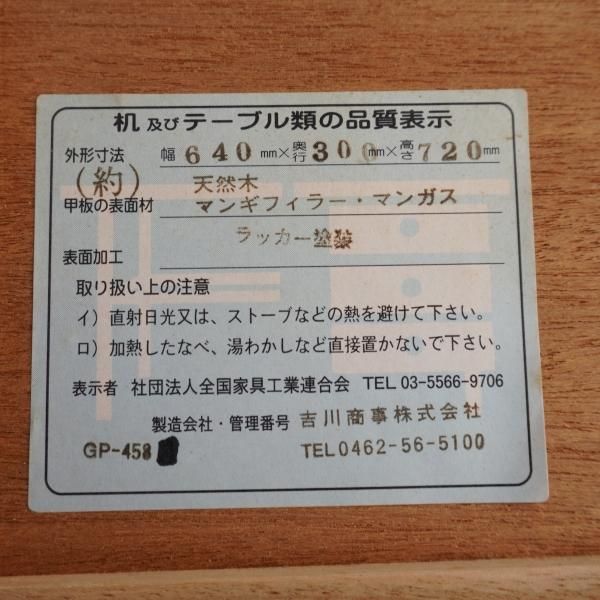 机及びテーブル類の品質表示
外形寸法 幅640mm×奥行300mm×高さ720mm
(約) 天然木
甲板の表面材 マンギフィラー・マンガス
表面加工 ラッカー塗装
取り扱い上の注意
イ)直射日光又は、ストーブなどの熱を避けて下さい。
ロ)加熱したなべ、湯わかしなど直接置かないで下さい。
表示者 社団法人全国家具工業連合会 TEL 03-5566-9706
製造会社・管理番号 吉川商事株式会社
GP-458 TEL0462-56-5100